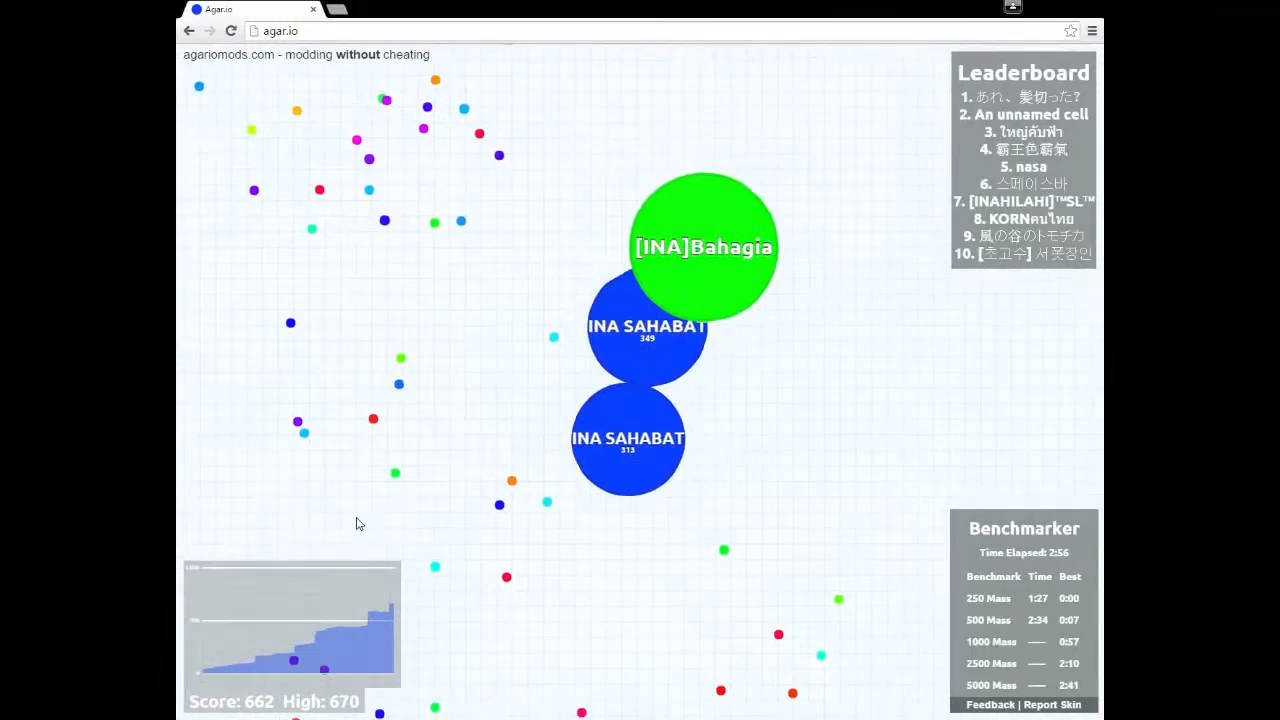 Agar.io
agar.io
agariomods.com - modding without cheating
Leaderboard
1. あれ、髪切った?
2. An unnamed cell
3. ใหญ่คับฟ้า
4. 霸王色霸氣
5. nasa
6. 스페이스바
7. [INAHILAHI]™SL™
8. KORNคนไทย
9. 風の谷のトモチカ
10. [초고수] 서폿장인
[INA]Bahagia
INA SAHABAT
349
INA SAHABAT
313
Benchmarker
Time Elapsed: 2:56
Benchmark Time Best
250 Mass 1:27 0:00
500 Mass 2:34 0:07
1000 Mass — 0:57
2500 Mass — 2:10
5000 Mass — 2:41
Feedback | Report Skin
Score: 662 High: 670